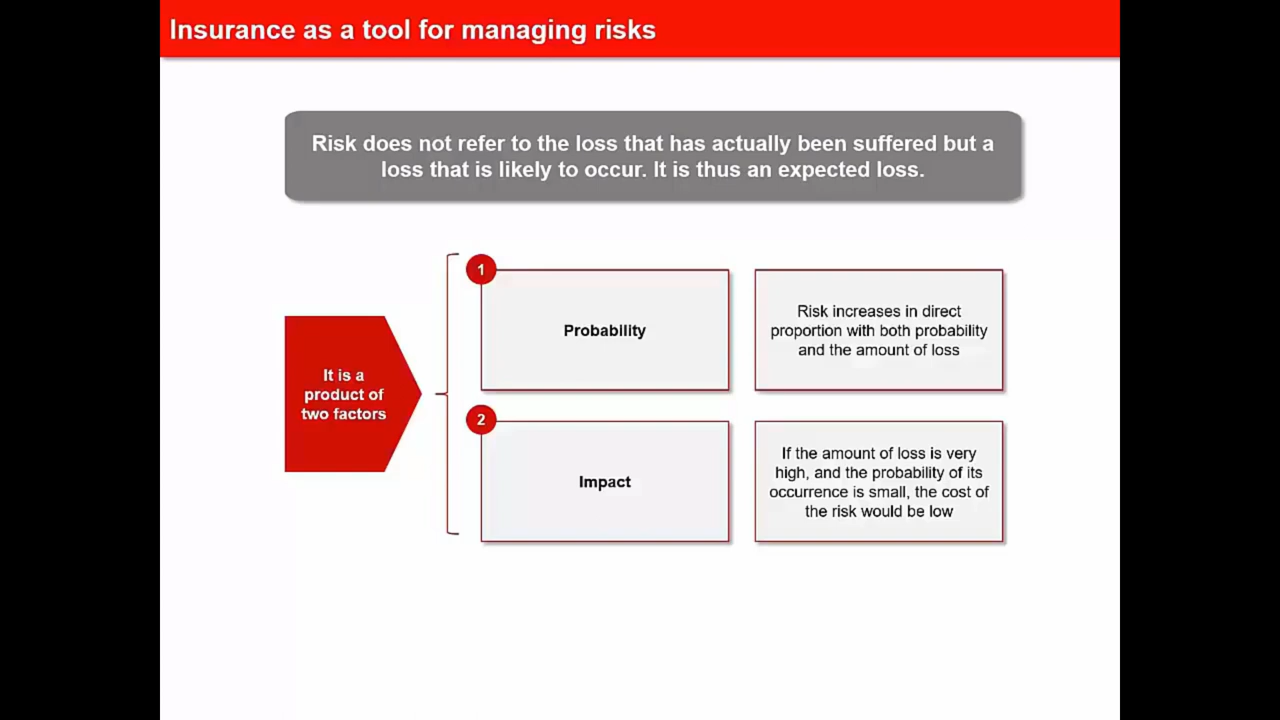 Insurance as a tool for managing risks
Risk does not refer to the loss that has actually been suffered but a
loss that is likely to occur. It is thus an expected loss.
It is a
product of
two factors
1
Probability
Risk increases in direct
proportion with both probability
and the amount of loss
2
Impact
If the amount of loss is very
high, and the probability of its
occurrence is small, the cost of
the risk would be low